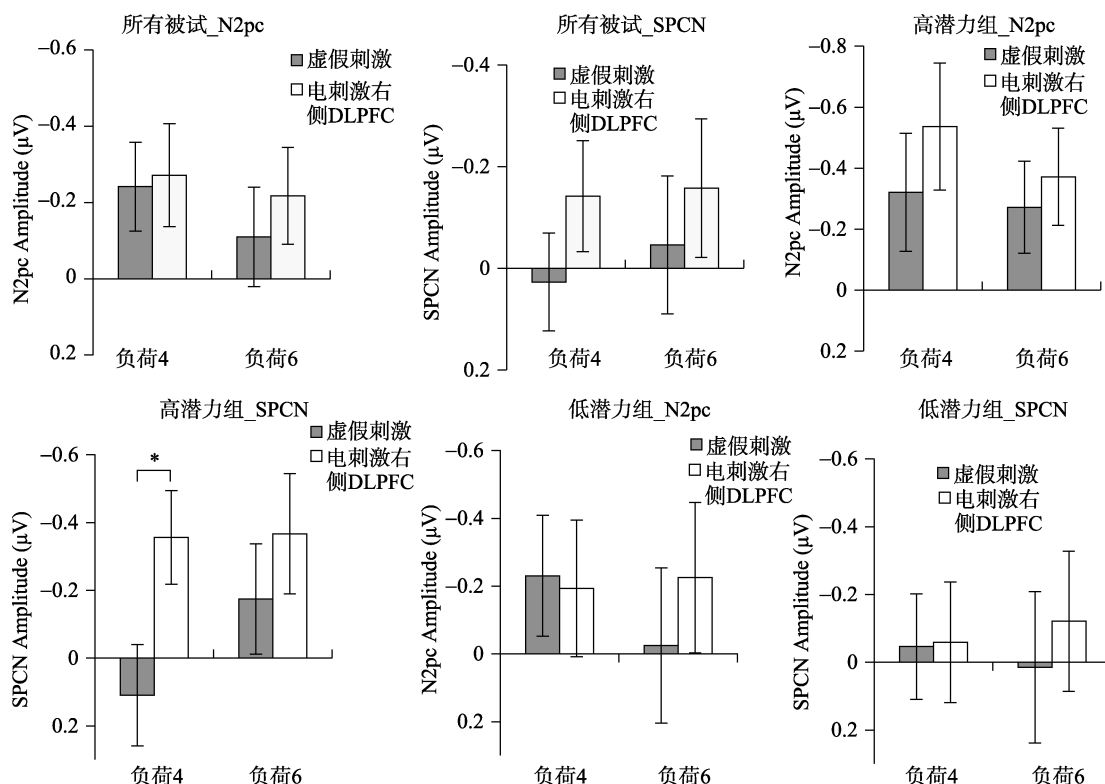 所有被试_N2pc
虚假刺激
电刺激右
侧DLPFC
N2pc Amplitude (μV)
–0.6
–0.4
–0.2
0
0.2
负荷4
负荷6
所有被试_SPCN
虚假刺激
电刺激右
侧DLPFC
SPCN Amplitude (μV)
–0.4
–0.2
0
0.2
负荷4
负荷6
高潜力组_N2pc
虚假刺激
电刺激右
侧DLPFC
N2pc Amplitude (μV)
–0.8
–0.6
–0.4
–0.2
0
0.2
负荷4
负荷6
高潜力组_SPCN
虚假刺激
电刺激右
侧DLPFC
SPCN Amplitude (μV)
–0.6
–0.4
–0.2
0
0.2
*
负荷4
负荷6
低潜力组_N2pc
虚假刺激
电刺激右
侧DLPFC
N2pc Amplitude (μV)
–0.6
–0.4
–0.2
0
0.2
负荷4
负荷6
低潜力组_SPCN
虚假刺激
电刺激右
侧DLPFC
SPCN Amplitude (μV)
–0.6
–0.4
–0.2
0
0.2
负荷4
负荷6